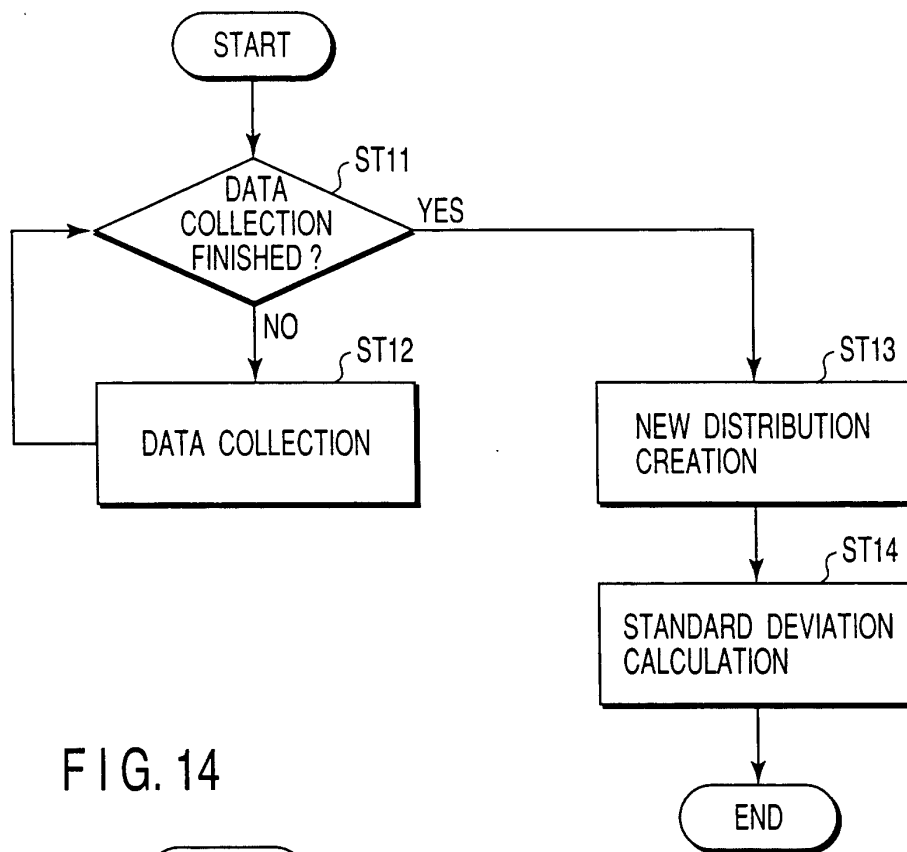 START
ST11
DATA
COLLECTION
FINISHED ?
YES
NO
ST12
DATA COLLECTION
ST13
NEW DISTRIBUTION
CREATION
ST14
STANDARD DEVIATION
CALCULATION
END
FIG. 14